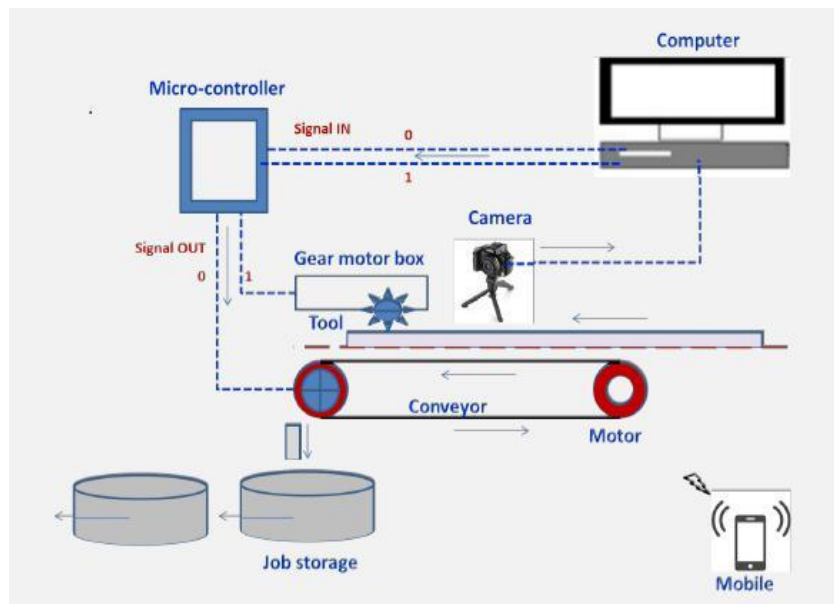 Computer
Micro-controller
Signal IN
0
1
Camera
Signal OUT
0
1
Gear motor box
Tool
Conveyor
Motor
Job storage
Mobile